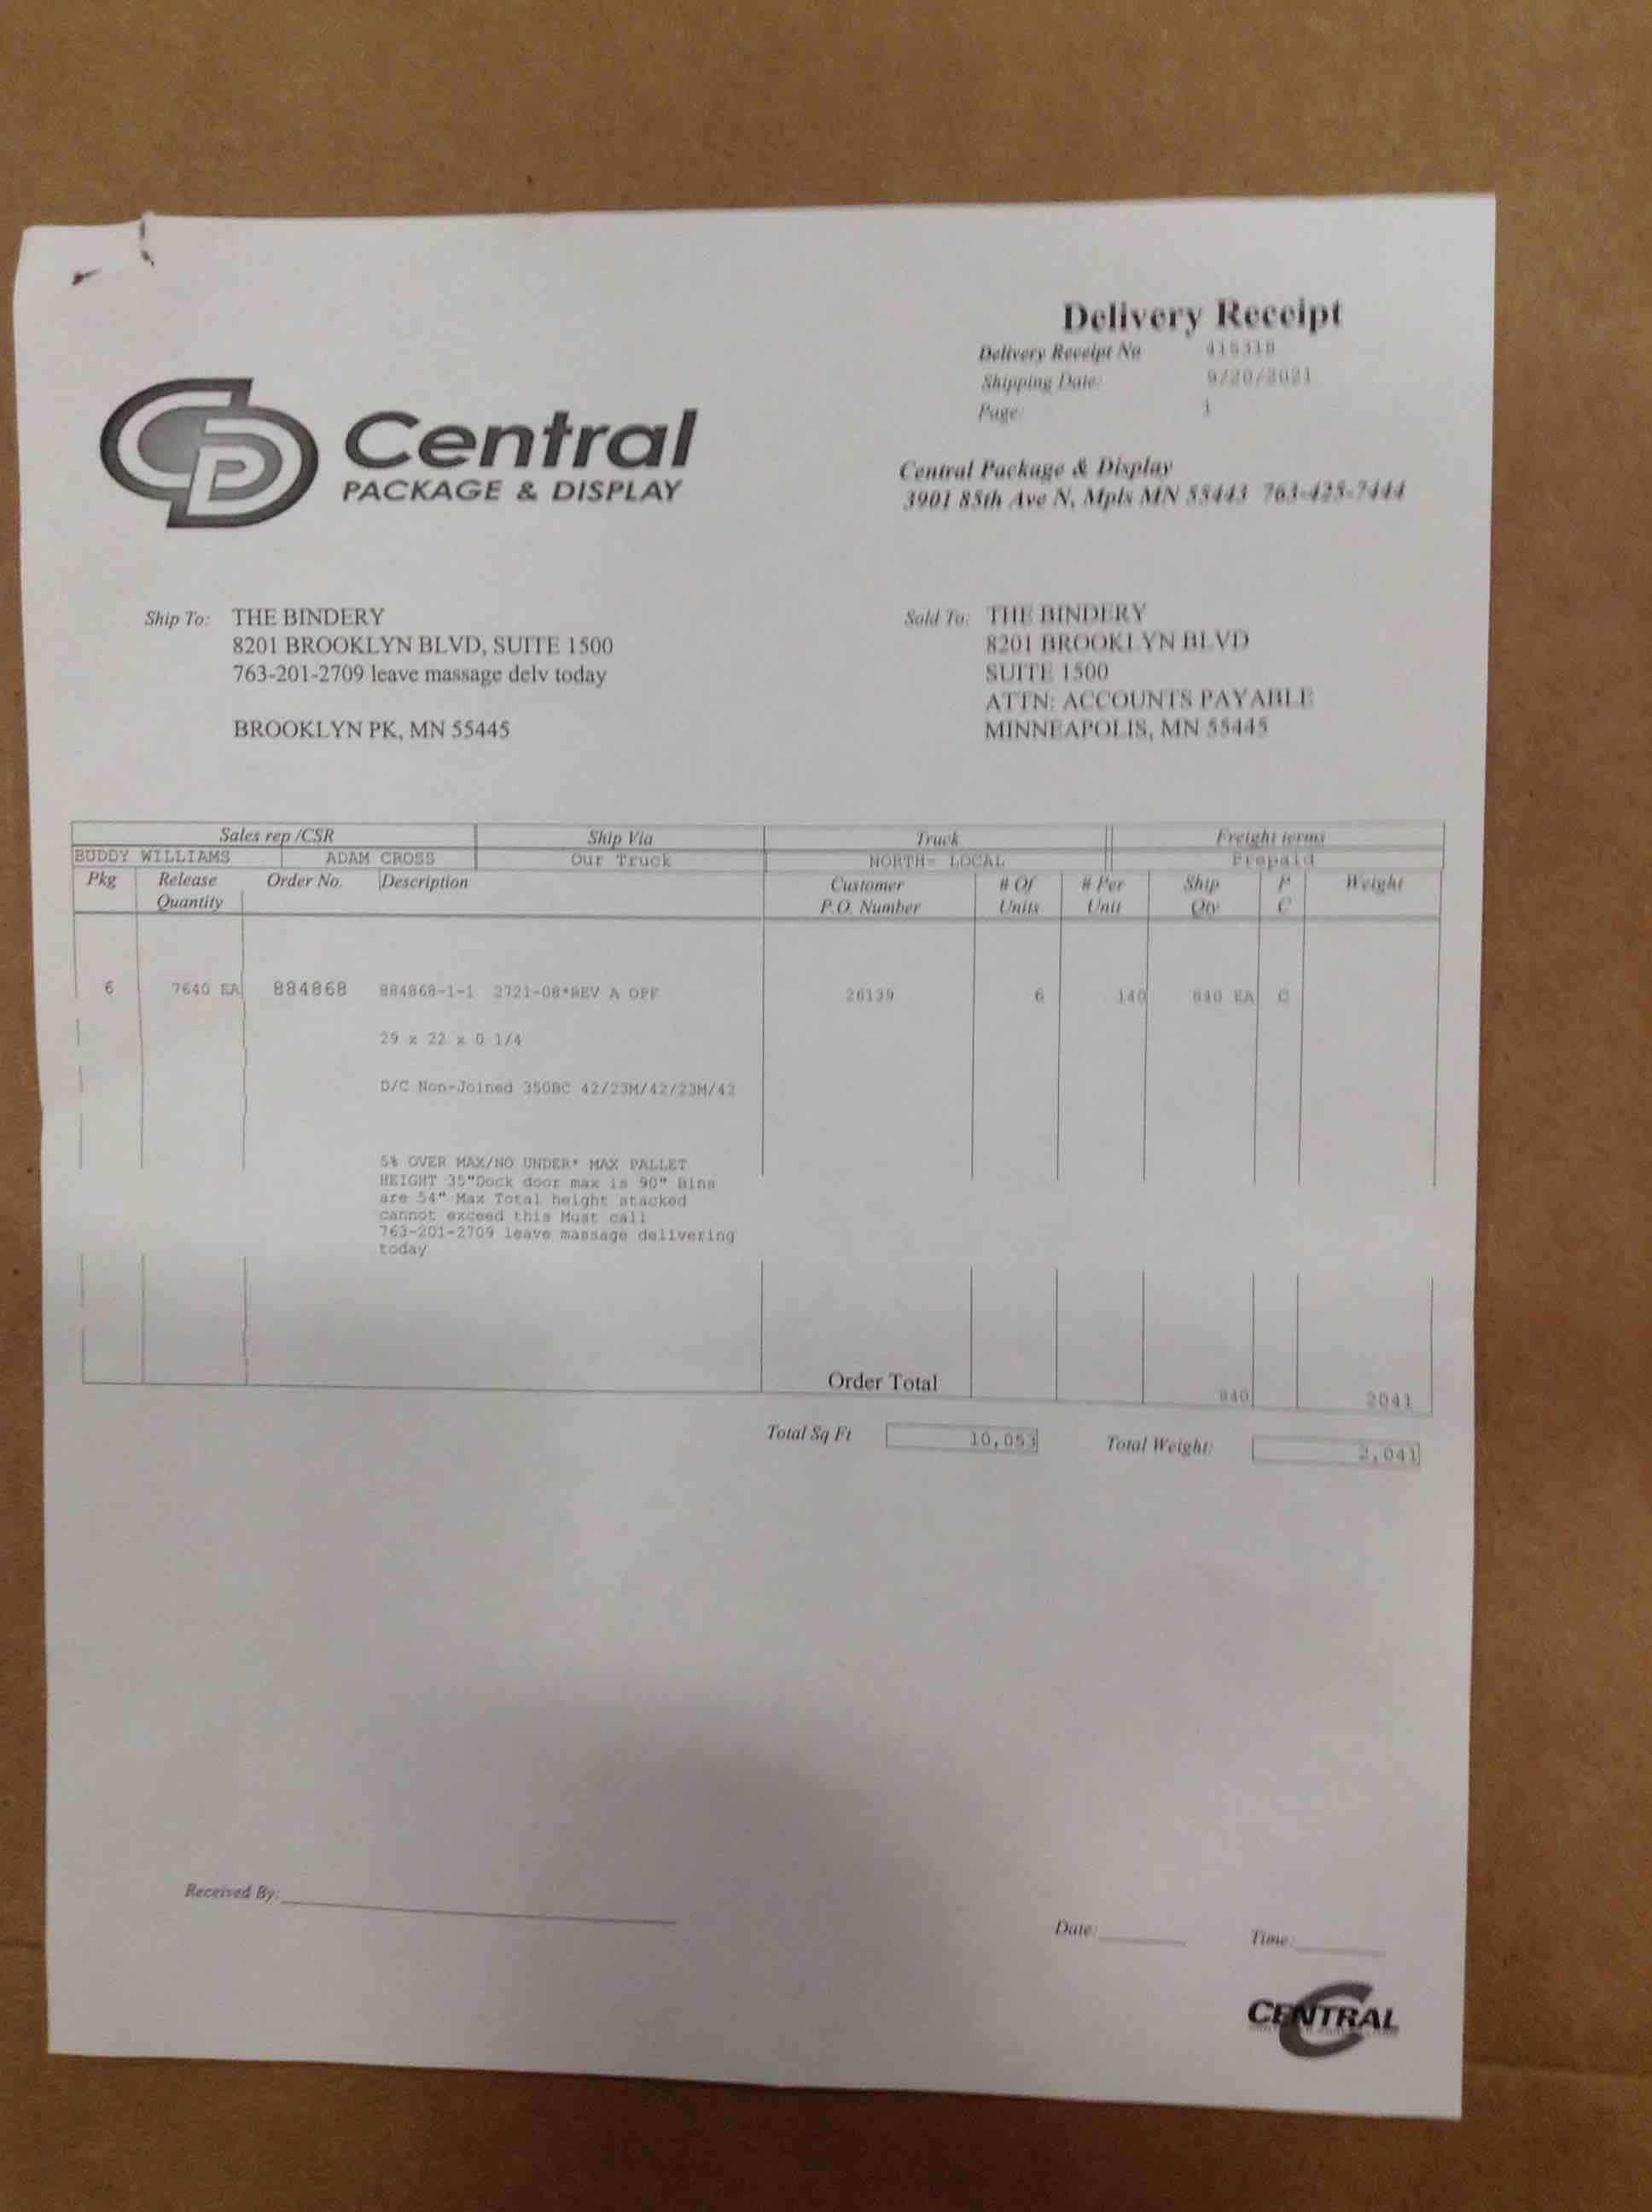 Delivery Receipt
Delivery Receipt No 415318
Shipping Date: 9/20/2021
Page: 1
Central
PACKAGE & DISPLAY
Central Package & Display
3901 85th Ave N, Mpls MN 55443 763-425-7444
Ship To: THE BINDERY
8201 BROOKLYN BLVD, SUITE 1500
763-201-2709 leave massage delv today
BROOKLYN PK, MN 55445
Sold To: THE BINDERY
8201 BROOKLYN BLVD
SUITE 1500
ATTN: ACCOUNTS PAYABLE
MINNEAPOLIS, MN 55445
Sales rep /CSR Ship Via Truck Freight terms
BUDDY WILLIAMS ADAM CROSS Our Truck NORTH- LOCAL Prepaid
Pkg Release Order No. Description Customer # Of # Per Ship P Weight
Quantity P.O. Number Units Unit Qty C
6 7640 EA 884868 884868-1-1 2721-08*REV A OPF 26139 6 140 840 EA C
29 x 22 x 0 1/4
D/C Non-Joined 350BC 42/23M/42/23M/42
5% OVER MAX/NO UNDER* MAX PALLET
HEIGHT 35"Dock door max is 90" Bins
are 54" Max Total height stacked
cannot exceed this Must call
763-201-2709 leave massage delivering
today
Order Total 840 2041
Total Sq Ft 10,053 Total Weight: 2,041
Received By:
Date: Time:
CENTRAL